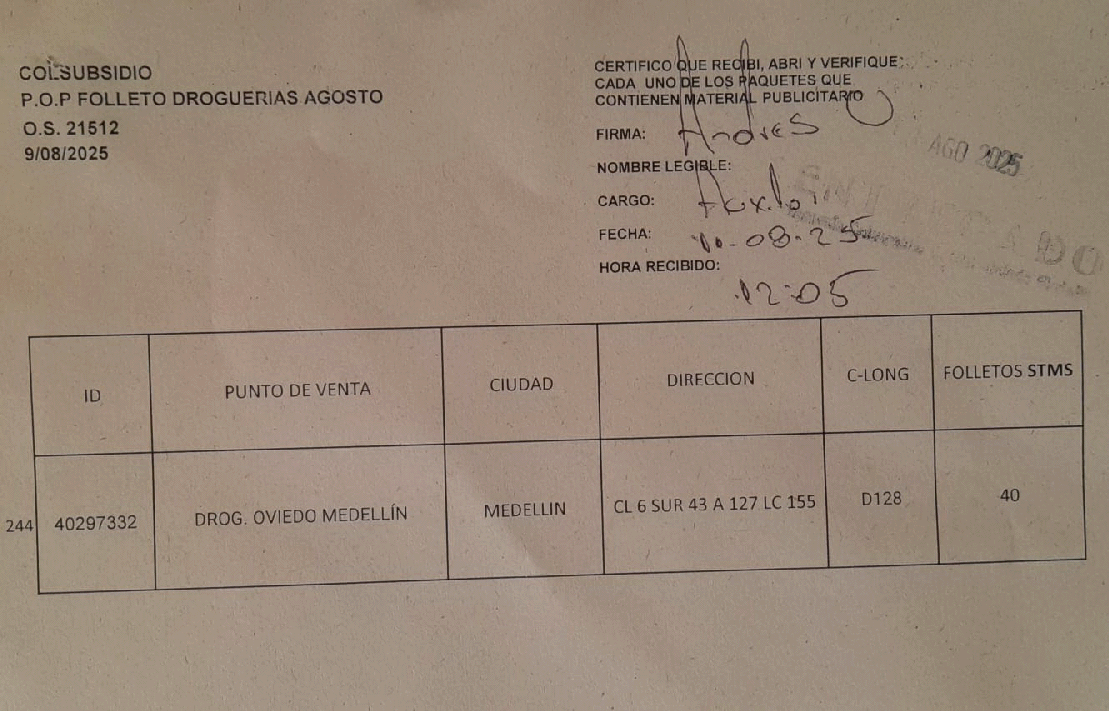 COLSUBSIDIO
P.O.P FOLLETO DROGUERIAS AGOSTO
O.S. 21512
9/08/2025
CERTIFICO QUE RECIBI, ABRI Y VERIFIQUE:
CADA UNO DE LOS PAQUETES QUE
CONTIENEN MATERIAL PUBLICITARIO
FIRMA: Andres
AGO 2025
NOMBRE LEGIBLE:
CARGO:
FECHA: 10-08-25
HORA RECIBIDO:
12:05
ID PUNTO DE VENTA CIUDAD DIRECCION C-LONG FOLLETOS STMS
244 40297332 DROG. OVIEDO MEDELLÍN MEDELLIN CL 6 SUR 43 A 127 LC 155 D128 40